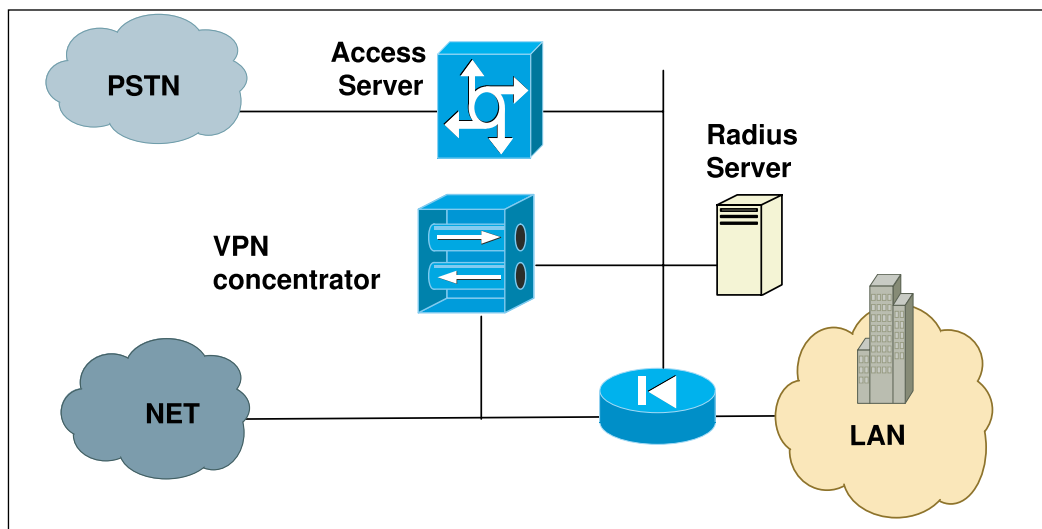 Access
Server
PSTN
Radius
Server
VPN
concentrator
NET
LAN